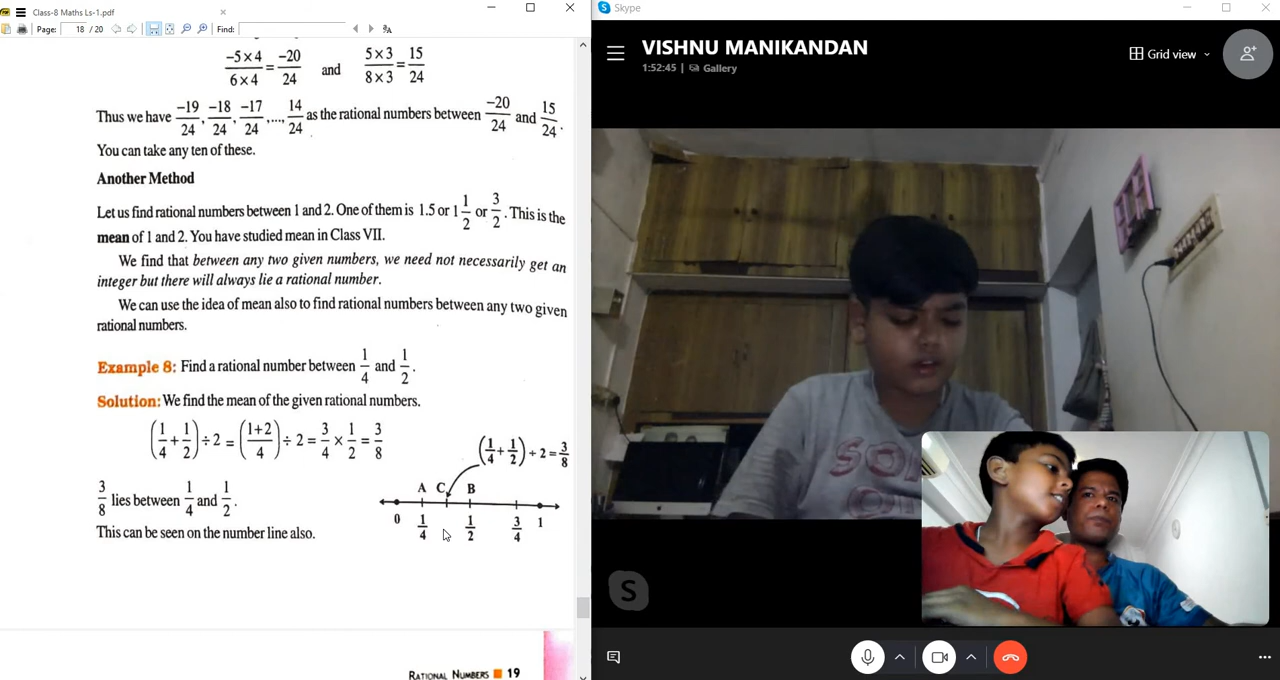 Class-8 Maths Ls-1.pdf
Page: 18 / 20 Find:
-5 × 4 / 6 × 4 = -20/24 and 5 × 3 / 8 × 3 = 15/24
Thus we have -19/24, -18/24, -17/24, ..., 14/24 as the rational numbers between -20/24 and 15/24.
You can take any ten of these.
Another Method
Let us find rational numbers between 1 and 2. One of them is 1.5 or 1 1/2 or 3/2. This is the
mean of 1 and 2. You have studied mean in Class VII.
We find that between any two given numbers, we need not necessarily get an
integer but there will always lie a rational number.
We can use the idea of mean also to find rational numbers between any two given
rational numbers.
Example 8: Find a rational number between 1/4 and 1/2.
Solution: We find the mean of the given rational numbers.
(1/4 + 1/2) ÷ 2 = (1+2 / 4) ÷ 2 = 3/4 × 1/2 = 3/8
(1/4 + 1/2) ÷ 2 = 3/8
A C B
0 1/4 1/2 3/4 1
3/8 lies between 1/4 and 1/2.
This can be seen on the number line also.
RATIONAL NUMBERS 19
Skype
VISHNU MANIKANDAN
1:52:45 | Gallery
Grid view
S